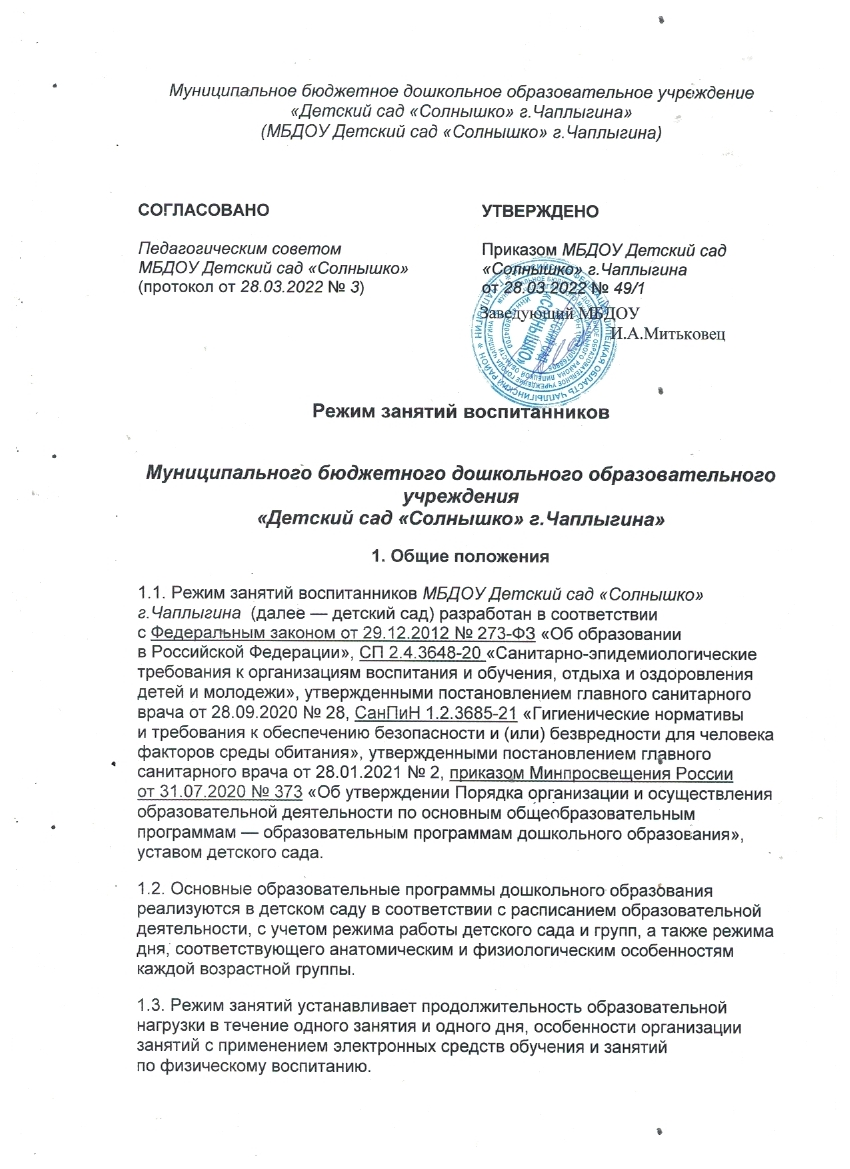 Муниципальное бюджетное дошкольное образовательное учреждение
«Детский сад «Солнышко» г.Чаплыгина»
(МБДОУ Детский сад «Солнышко» г.Чаплыгина)
СОГЛАСОВАНО
Педагогическим советом
МБДОУ Детский сад «Солнышко»
(протокол от 28.03.2022 № 3)
УТВЕРЖДЕНО
Приказом МБДОУ Детский сад
«Солнышко» г.Чаплыгина
от 28.03.2022 № 49/1
Заведующий МБДОУ
И.А.Митьковец
ЛИПЕЦКАЯ ОБЛАСТЬ ЧАПЛЫГИНСКИЙ РАЙОН
ДЕТСКИЙ САД
«СОЛНЫШКО»
Режим занятий воспитанников
Муниципального бюджетного дошкольного образовательного
учреждения
«Детский сад «Солнышко» г.Чаплыгина»
1. Общие положения
1.1. Режим занятий воспитанников МБДОУ Детский сад «Солнышко»
г.Чаплыгина (далее — детский сад) разработан в соответствии
с Федеральным законом от 29.12.2012 № 273-ФЗ «Об образовании
в Российской Федерации», СП 2.4.3648-20 «Санитарно-эпидемиологические
требования к организациям воспитания и обучения, отдыха и оздоровления
детей и молодежи», утвержденными постановлением главного санитарного
врача от 28.09.2020 № 28, СанПиН 1.2.3685-21 «Гигиенические нормативы
и требования к обеспечению безопасности и (или) безвредности для человека
факторов среды обитания», утвержденными постановлением главного
санитарного врача от 28.01.2021 № 2, приказом Минпросвещения России
от 31.07.2020 № 373 «Об утверждении Порядка организации и осуществления
образовательной деятельности по основным общеобразовательным
программам — образовательным программам дошкольного образования»,
уставом детского сада.
1.2. Основные образовательные программы дошкольного образования
реализуются в детском саду в соответствии с расписанием образовательной
деятельности, с учетом режима работы детского сада и групп, а также режима
дня, соответствующего анатомическим и физиологическим особенностям
каждой возрастной группы.
1.3. Режим занятий устанавливает продолжительность образовательной
нагрузки в течение одного занятия и одного дня, особенности организации
занятий с применением электронных средств обучения и занятий
по физическому воспитанию.